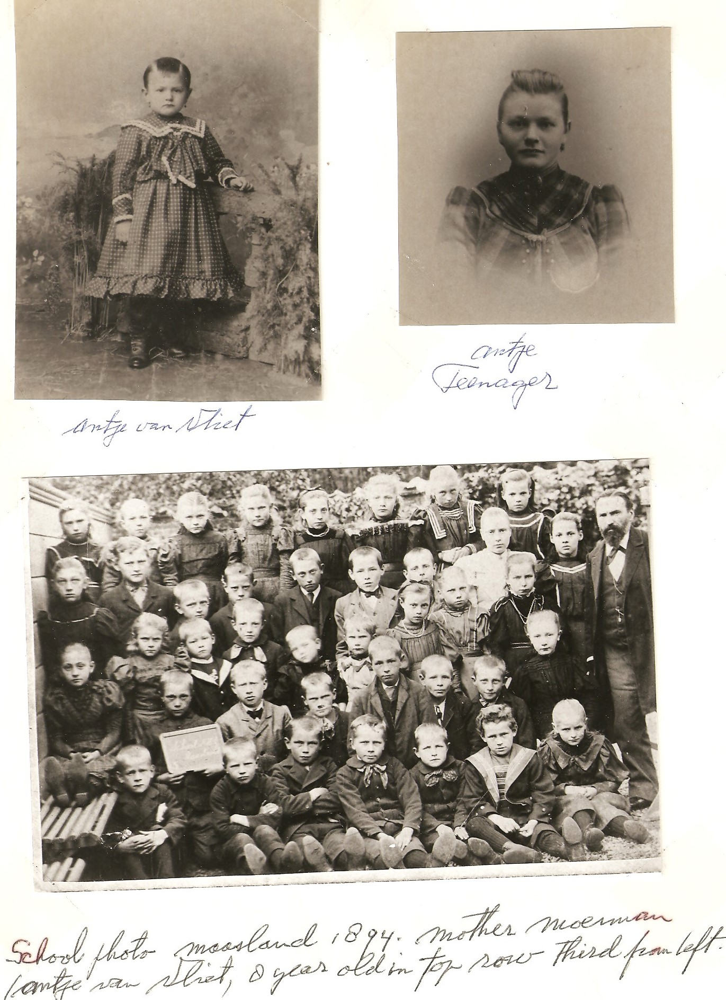 antje van Vliet
antje
Teenager
School photo maasland 1894. mother moerman
(antje van Vliet, 8 year old in top row third from left.